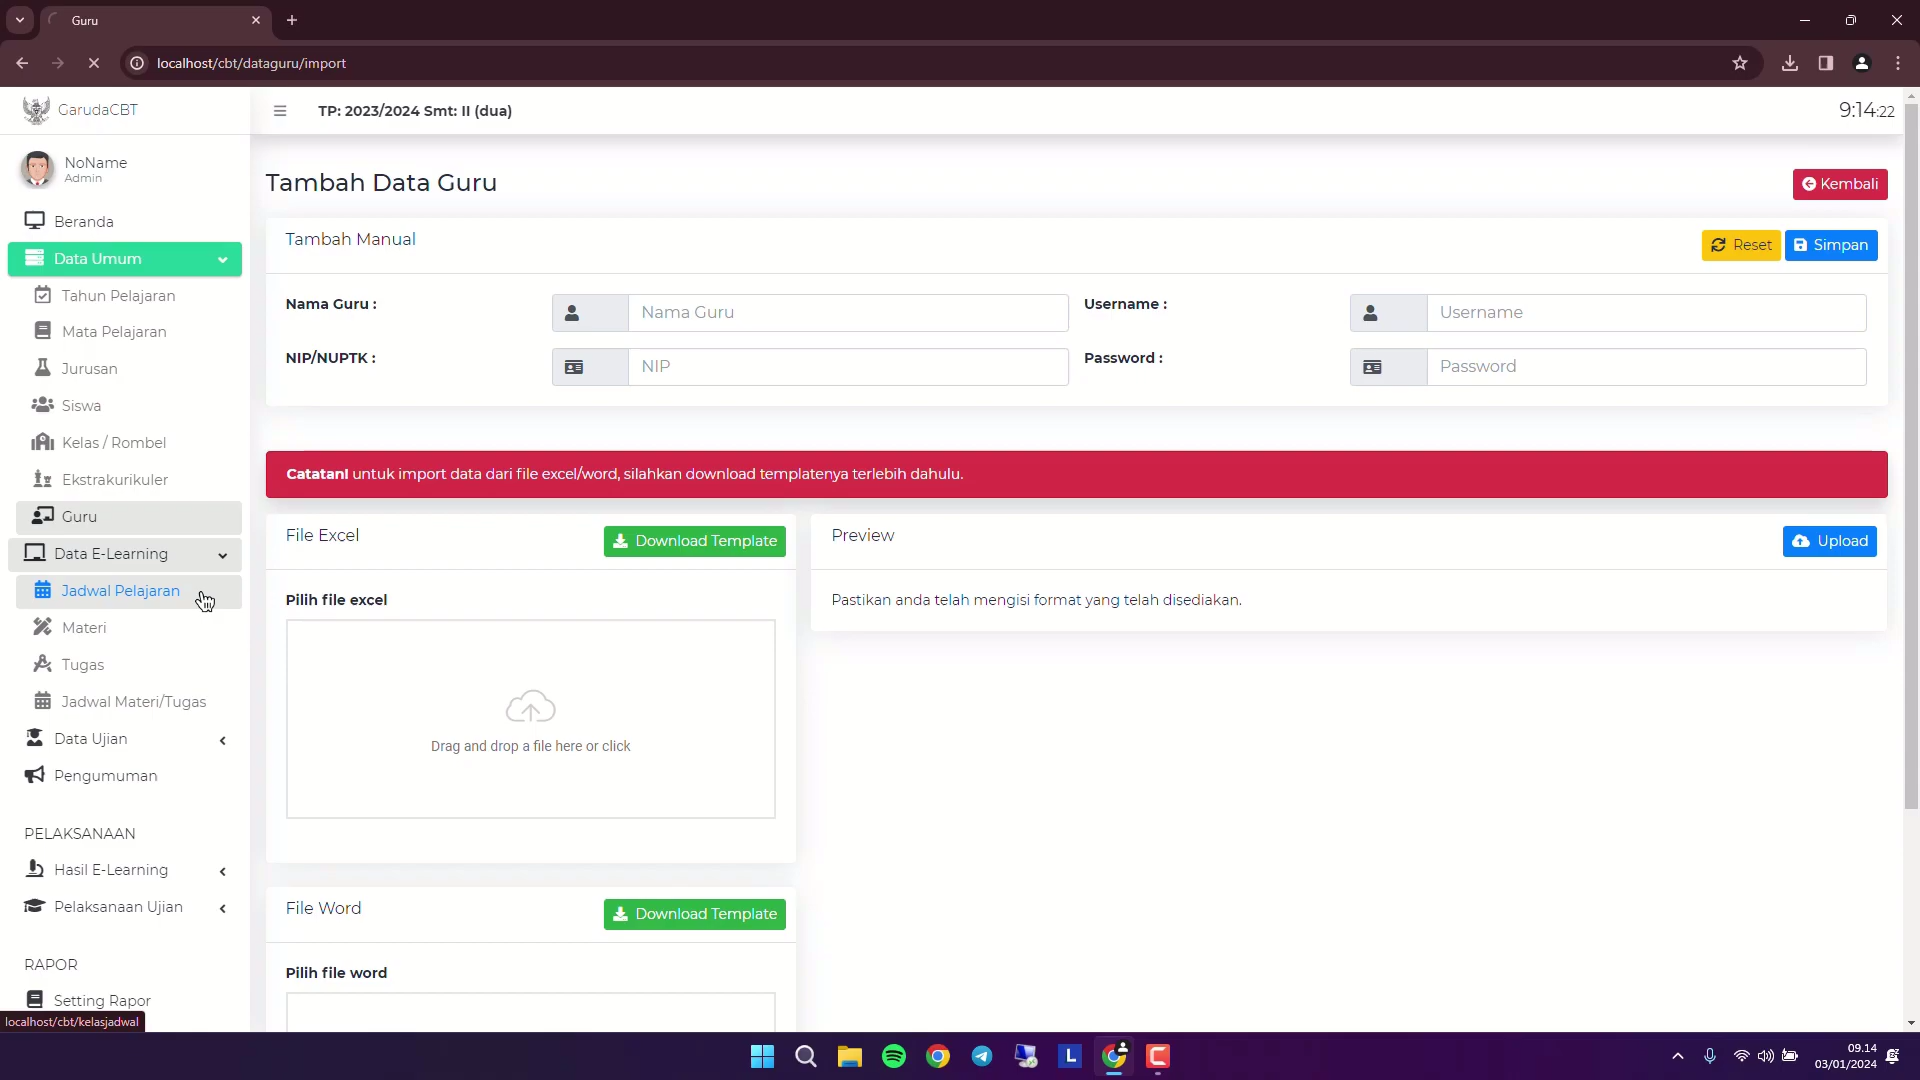 Guru
localhost/cbt/dataguru/import
GarudaCBT
TP: 2023/2024 Smt: II (dua)
9:14:22
NoName
Admin
Beranda
Data Umum
Tahun Pelajaran
Mata Pelajaran
Jurusan
Siswa
Kelas / Rombel
Ekstrakurikuler
Guru
Data E-Learning
Jadwal Pelajaran
Materi
Tugas
Jadwal Materi/Tugas
Data Ujian
Pengumuman
PELAKSANAAN
Hasil E-Learning
Pelaksanaan Ujian
RAPOR
Setting Rapor
localhost/cbt/kelasjadwal
Tambah Data Guru
Kembali
Tambah Manual
Reset
Simpan
Nama Guru :
Nama Guru
Username :
Username
NIP/NUPTK :
NIP
Password :
Password
Catatan! untuk import data dari file excel/word, silahkan download templatenya terlebih dahulu.
File Excel
Download Template
Pilih file excel
Drag and drop a file here or click
Preview
Upload
Pastikan anda telah mengisi format yang telah disediakan.
File Word
Download Template
Pilih file word
L
09.14
03/01/2024